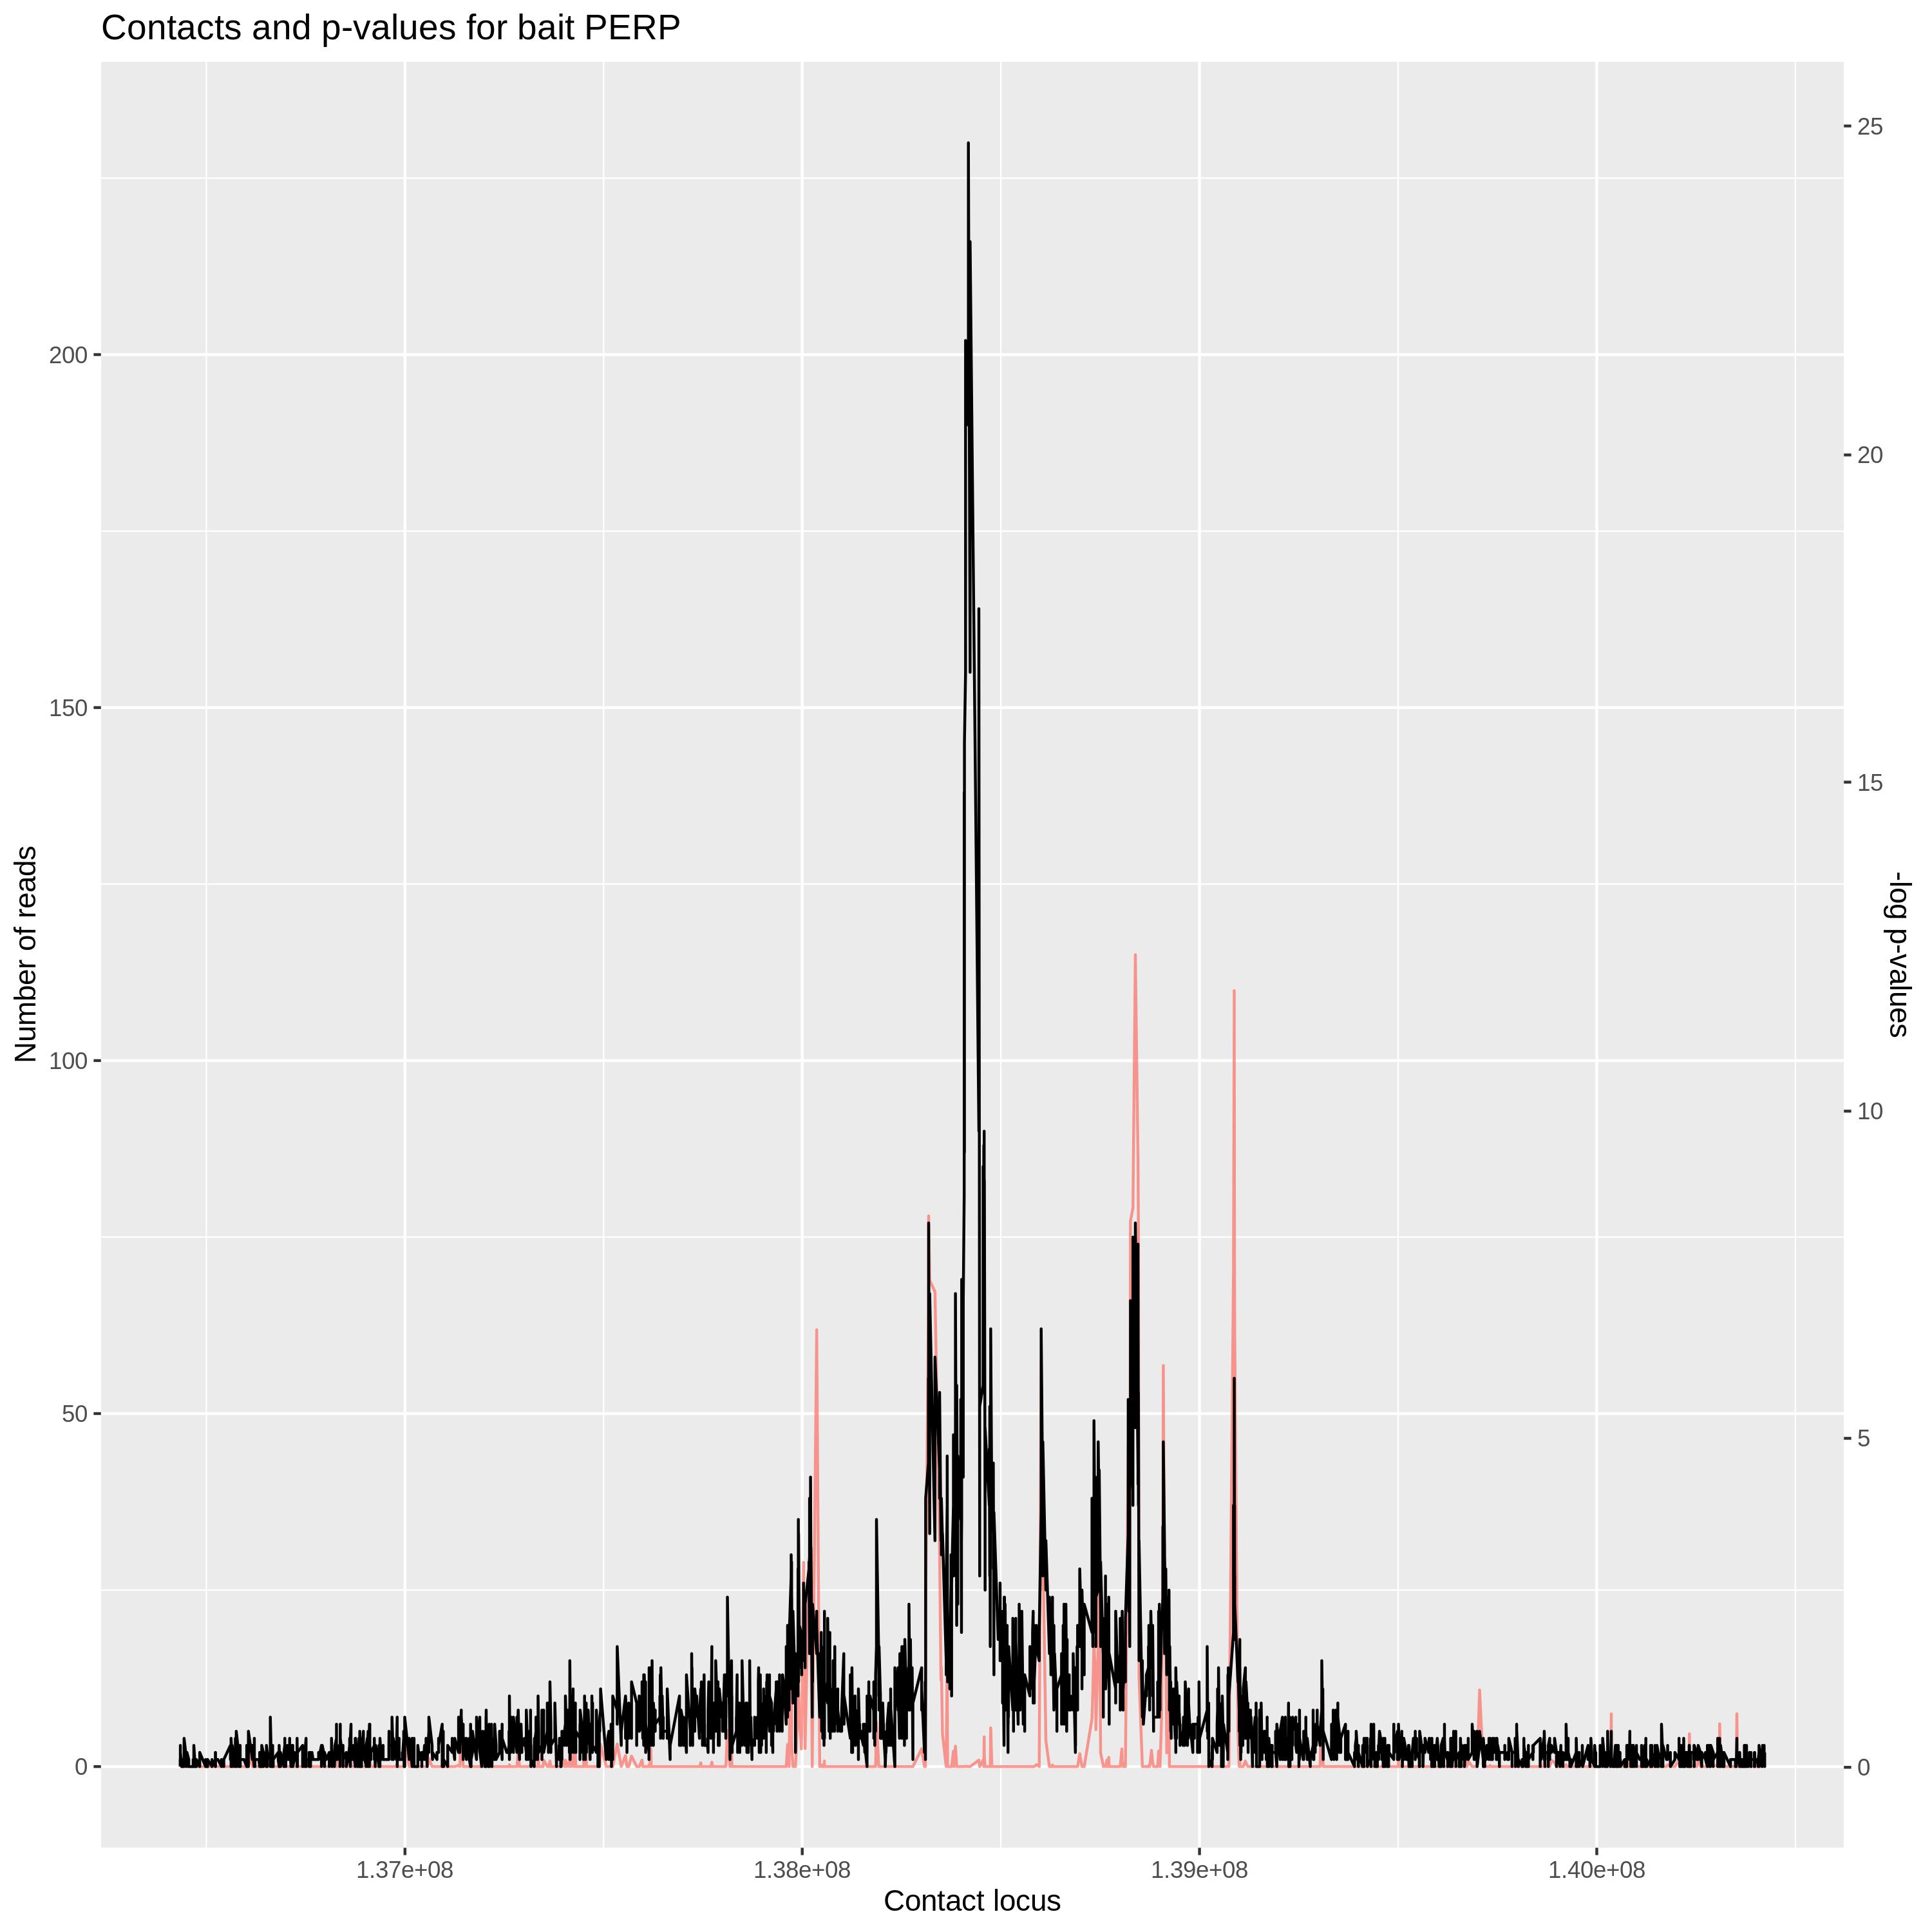 Contacts and p-values for bait PERP
Number of reads
200
150
100
50
0
25
20
15
10
5
0
-log p-values
1.37e+08
1.38e+08
1.39e+08
1.40e+08
Contact locus